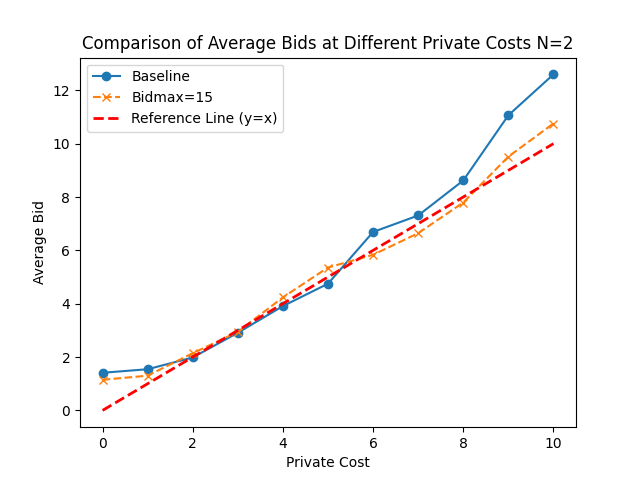 Comparison of Average Bids at Different Private Costs N=2
Baseline
Bidmax=15
Reference Line (y=x)
12
10
8
6
4
2
0
Average Bid
0 2 4 6 8 10
Private Cost